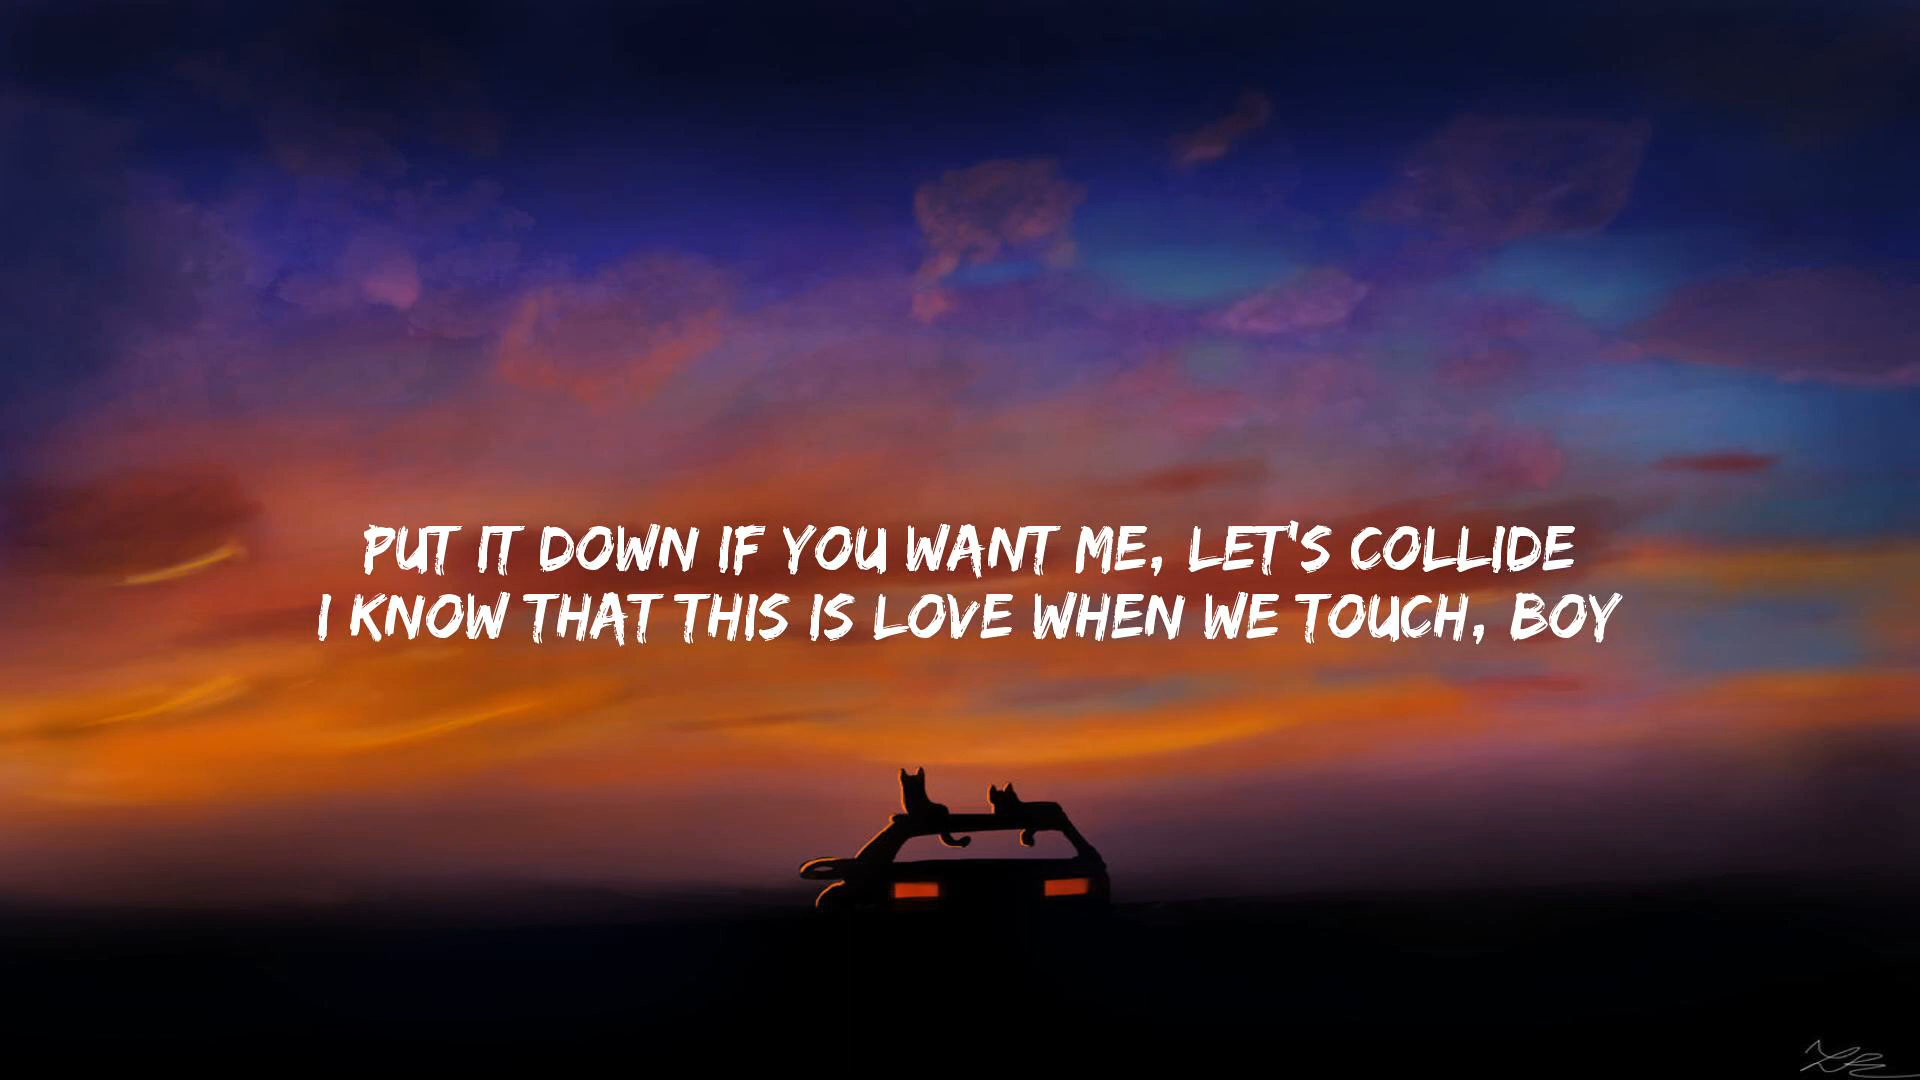 PUT IT DOWN IF YOU WANT ME, LET'S COLLIDE
I KNOW THAT THIS IS LOVE WHEN WE TOUCH, BOY